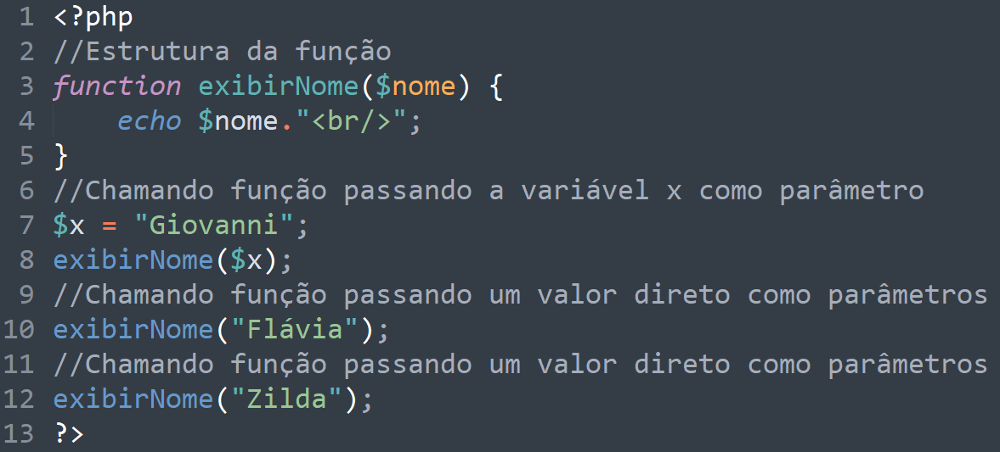 1 <?php
2 //Estrutura da função
3 function exibirNome($nome) {
4     echo $nome."<br/>";
5 }
6 //Chamando função passando a variável x como parâmetro
7 $x = "Giovanni";
8 exibirNome($x);
9 //Chamando função passando um valor direto como parâmetros
10 exibirNome("Flávia");
11 //Chamando função passando um valor direto como parâmetros
12 exibirNome("Zilda");
13 ?>